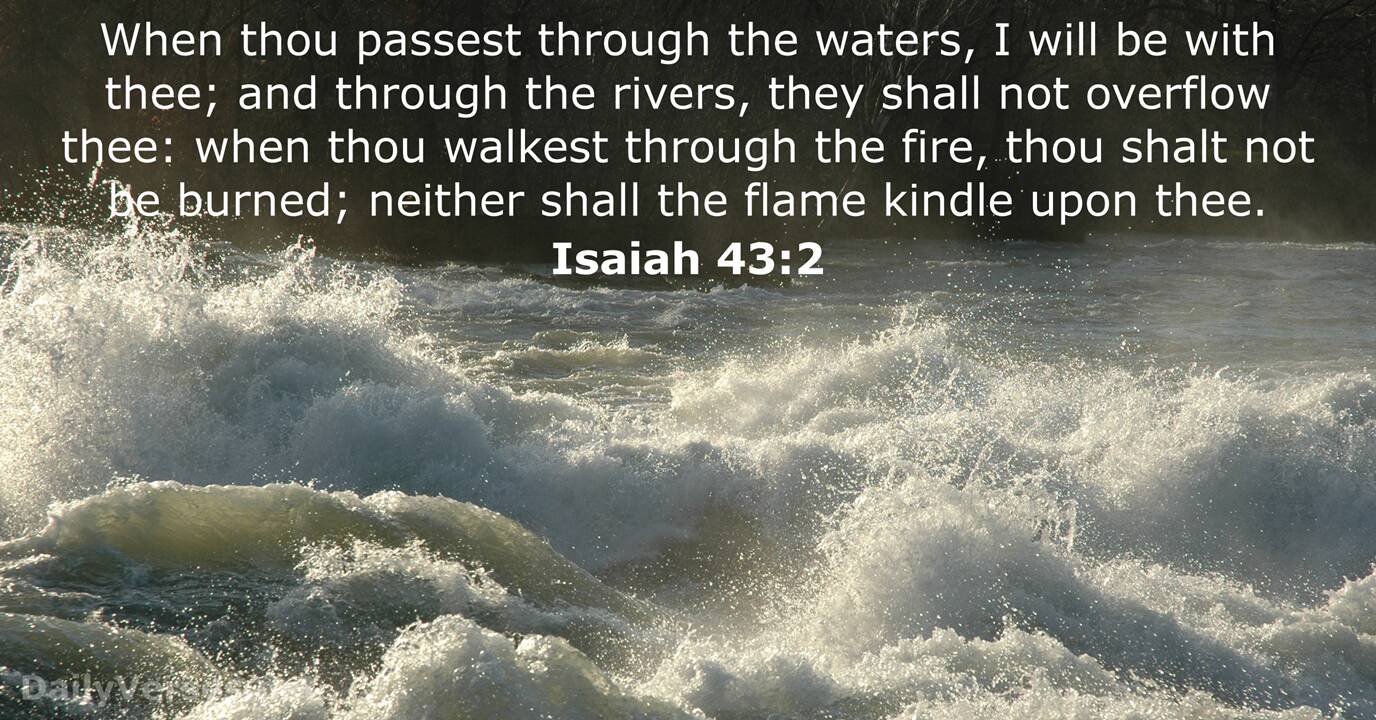 When thou passest through the waters, I will be with
thee; and through the rivers, they shall not overflow
thee: when thou walkest through the fire, thou shalt not
be burned; neither shall the flame kindle upon thee.
Isaiah 43:2